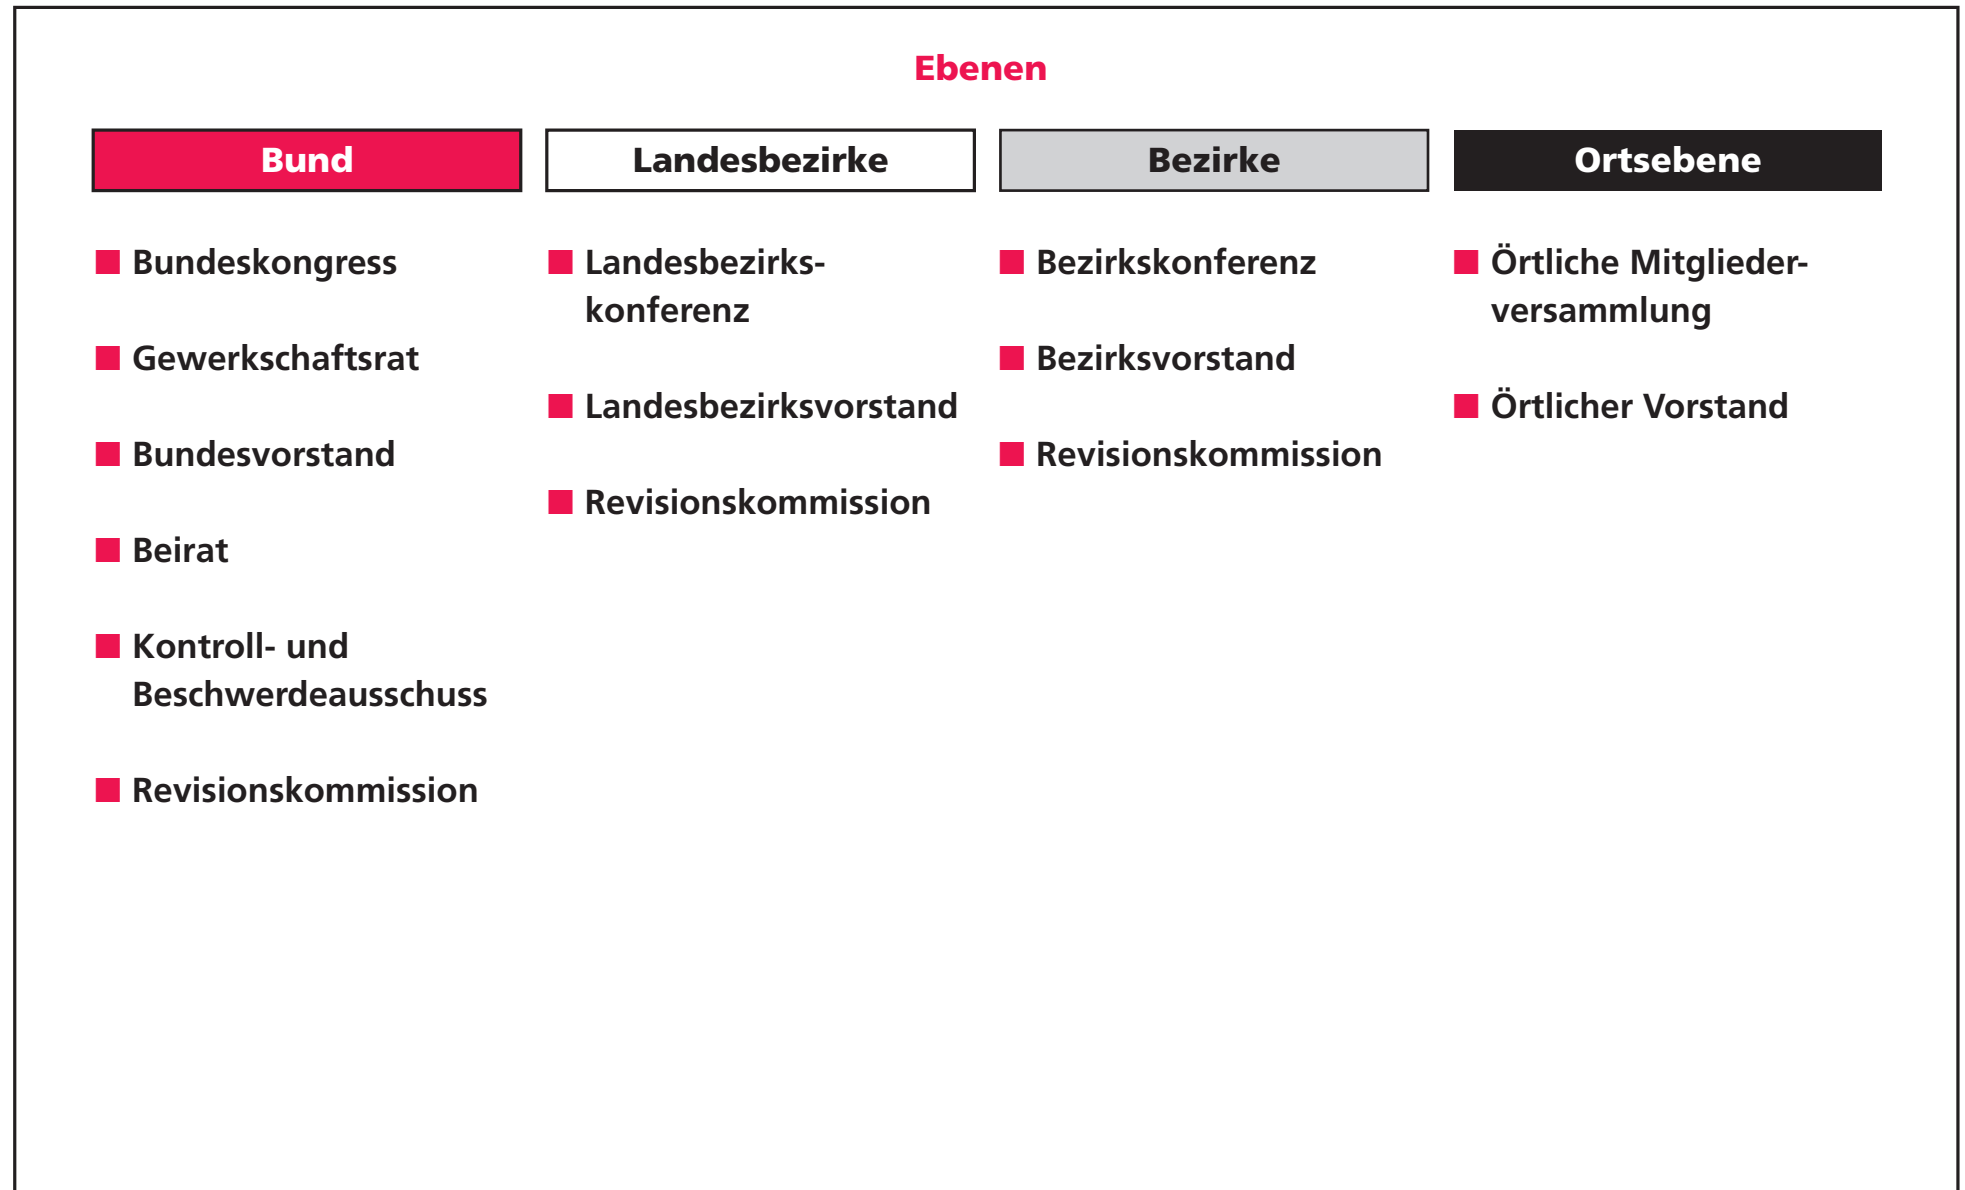 Ebenen
Bund
Bundeskongress
Gewerkschaftsrat
Bundesvorstand
Beirat
Kontroll- und
Beschwerdeausschuss
Revisionskommission
Landesbezirke
Landesbezirks-
konferenz
Landesbezirksvorstand
Revisionskommission
Bezirke
Bezirkskonferenz
Bezirksvorstand
Revisionskommission
Ortsebene
Örtliche Mitglieder-
versammlung
Örtlicher Vorstand